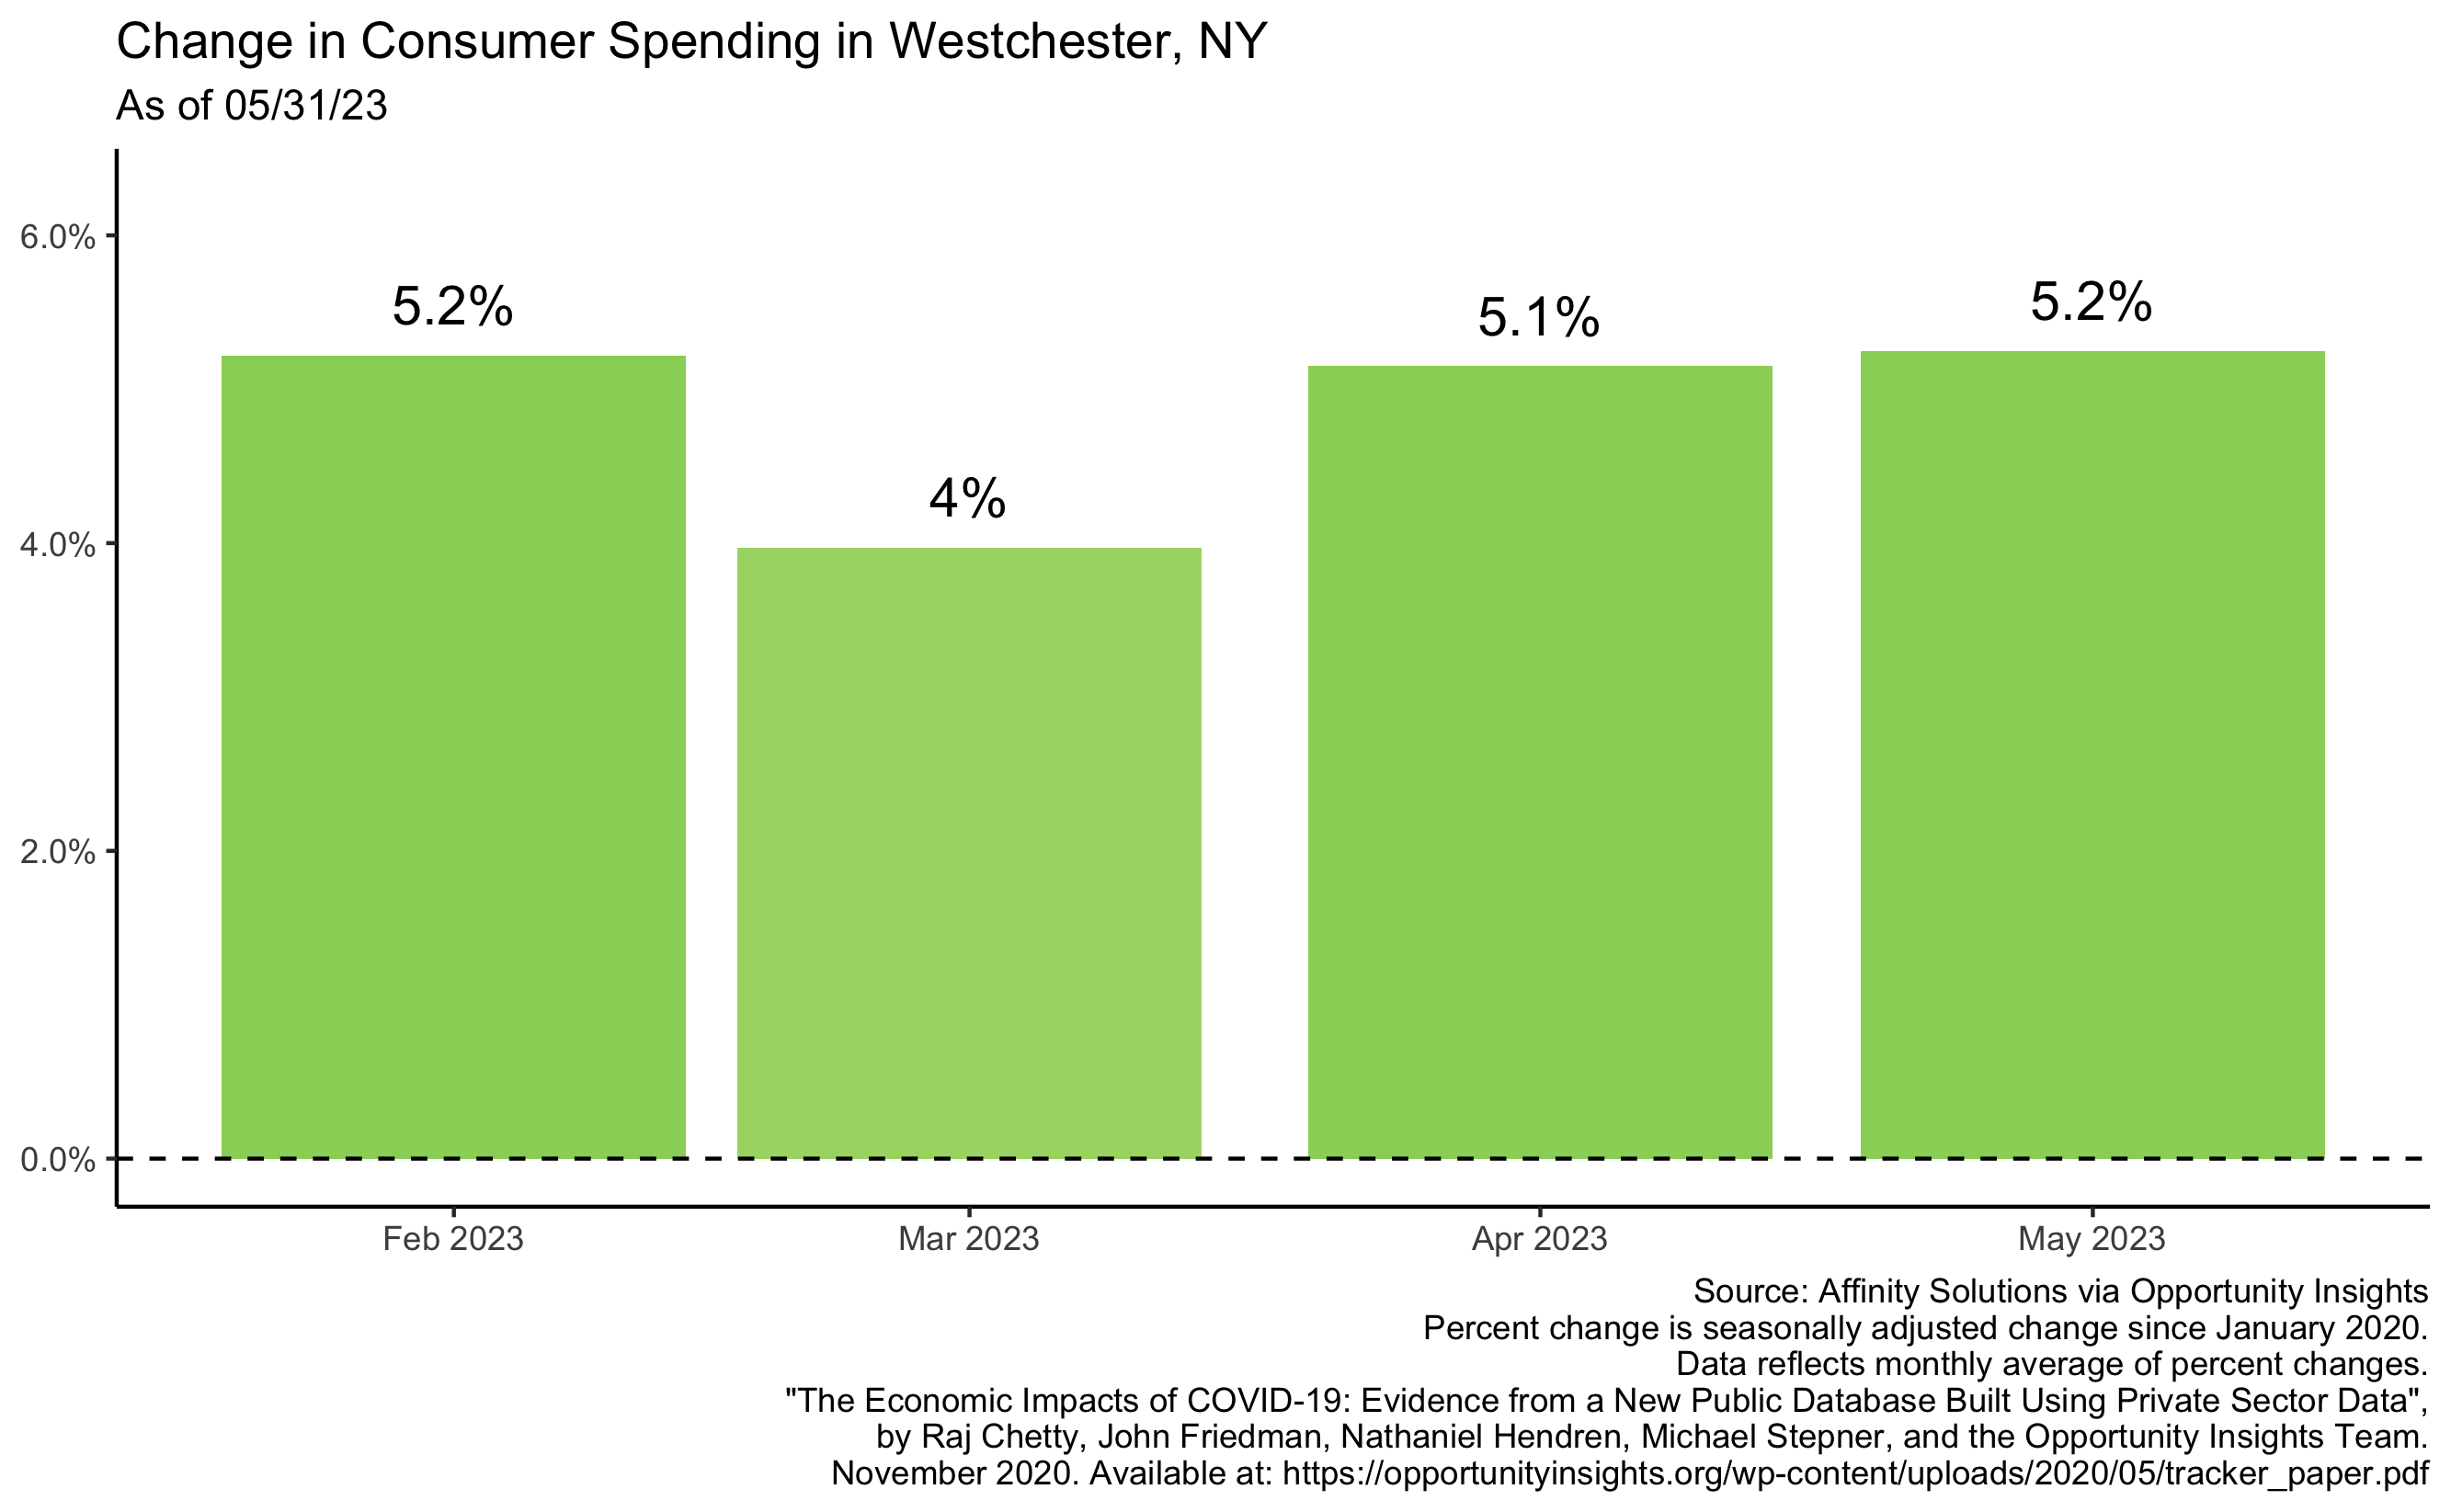 Change in Consumer Spending in Westchester, NY
As of 05/31/23
6.0%
4.0%
2.0%
0.0%
5.2%
4%
5.1%
5.2%
Feb 2023
Mar 2023
Apr 2023
May 2023
Source: Affinity Solutions via Opportunity Insights
Percent change is seasonally adjusted change since January 2020.
Data reflects monthly average of percent changes.
"The Economic Impacts of COVID-19: Evidence from a New Public Database Built Using Private Sector Data",
by Raj Chetty, John Friedman, Nathaniel Hendren, Michael Stepner, and the Opportunity Insights Team.
November 2020. Available at: https://opportunityinsights.org/wp-content/uploads/2020/05/tracker_paper.pdf